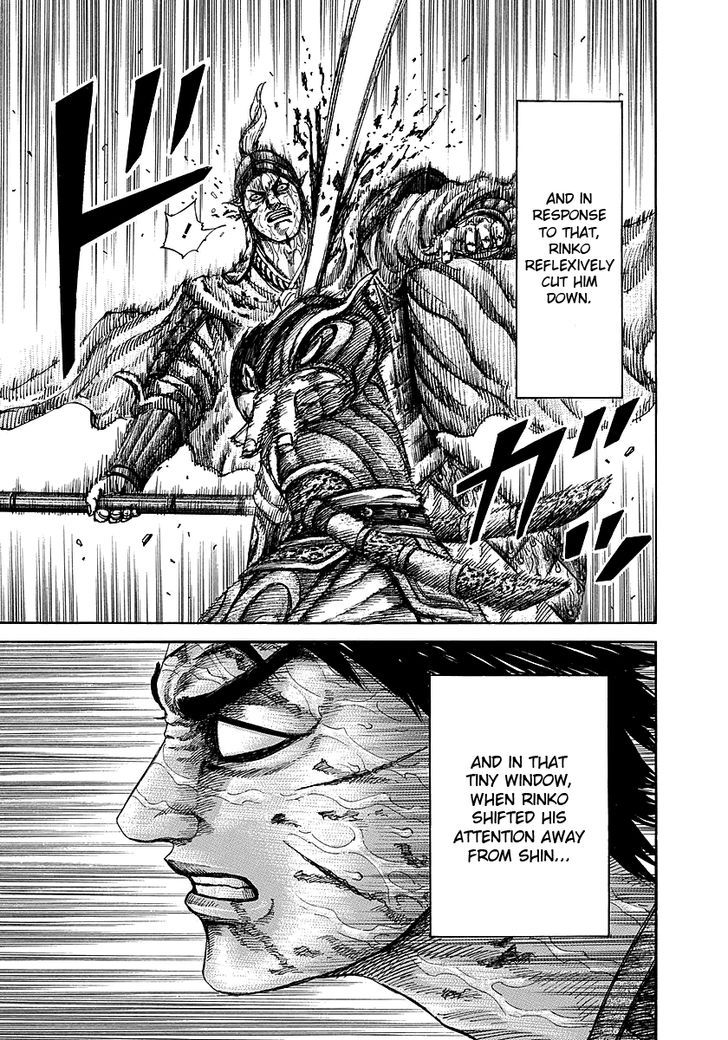 AND IN
RESPONSE
TO THAT,
RINKO
REFLEXIVELY
CUT HIM
DOWN.
!
ドガッ
AND IN THAT
TINY WINDOW,
WHEN RINKO
SHIFTED HIS
ATTENTION AWAY
FROM SHIN...